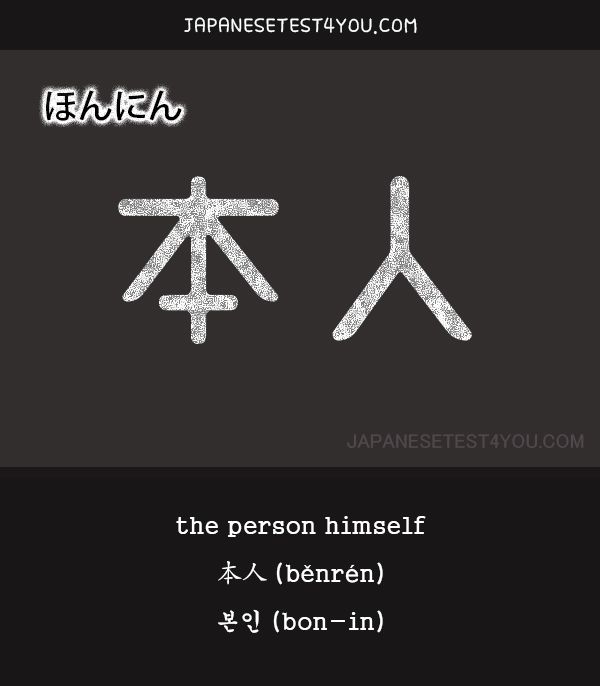 JAPANESETEST4YOU.COM
ほんにん
本人
JAPANESETEST4YOU.COM
the person himself
本人 (běnrén)
본인 (bon-in)